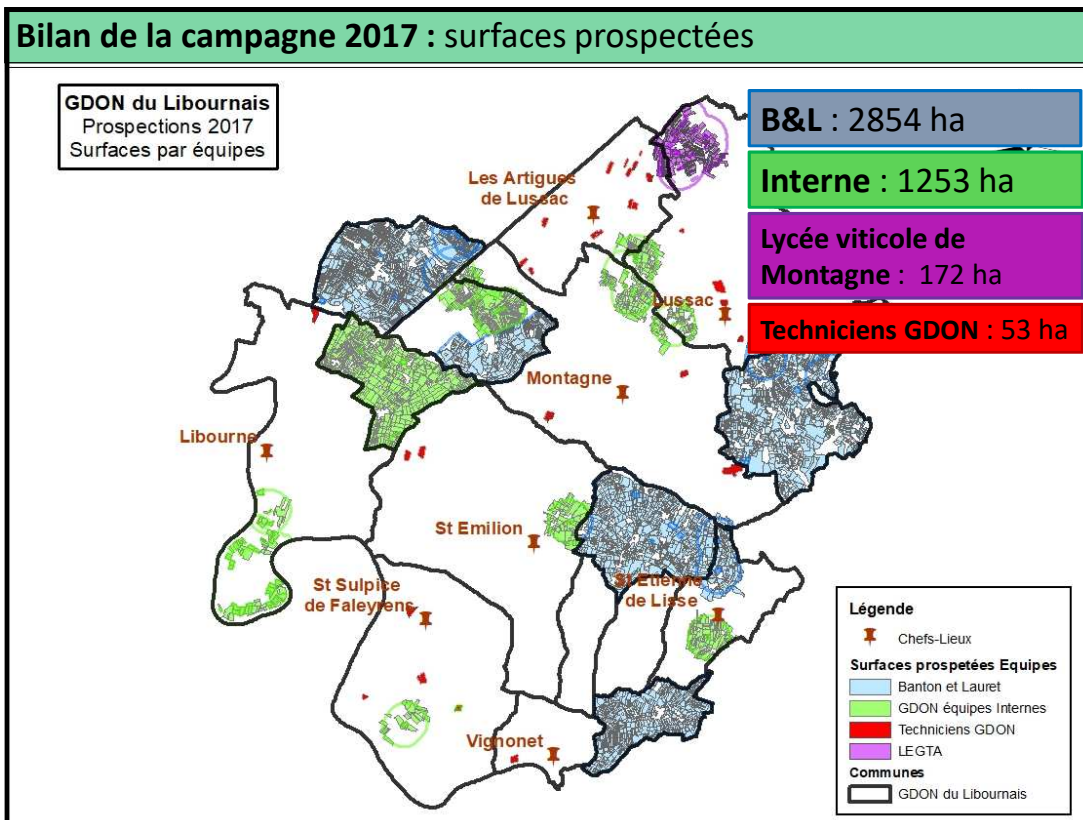 Bilan de la campagne 2017 : surfaces prospectées
GDON du Libournais
Prospections 2017
Surfaces par équipes
B&L : 2854 ha
Interne : 1253 ha
Lycée viticole de
Montagne : 172 ha
Techniciens GDON : 53 ha
Les Artigues
de Lussac
Lussac
Montagne
Libourne
St Emilion
St Etienne
de Lisse
St Sulpice
de Faleyrens
Vignonet
Légende
Chefs-Lieux
Surfaces prospetées Equipes
Banton et Lauret
GDON équipes Internes
Techniciens GDON
LEGTA
Communes
GDON du Libournais